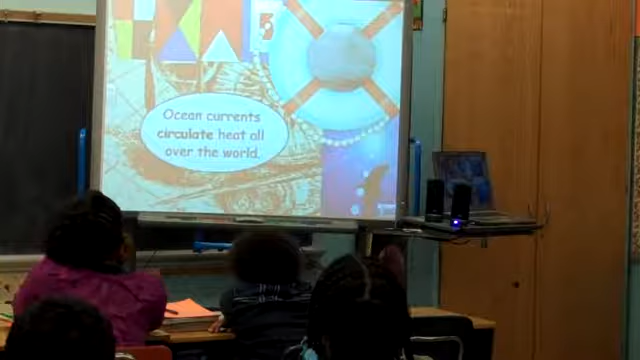 Ocean currents
circulate heat all
over the world.